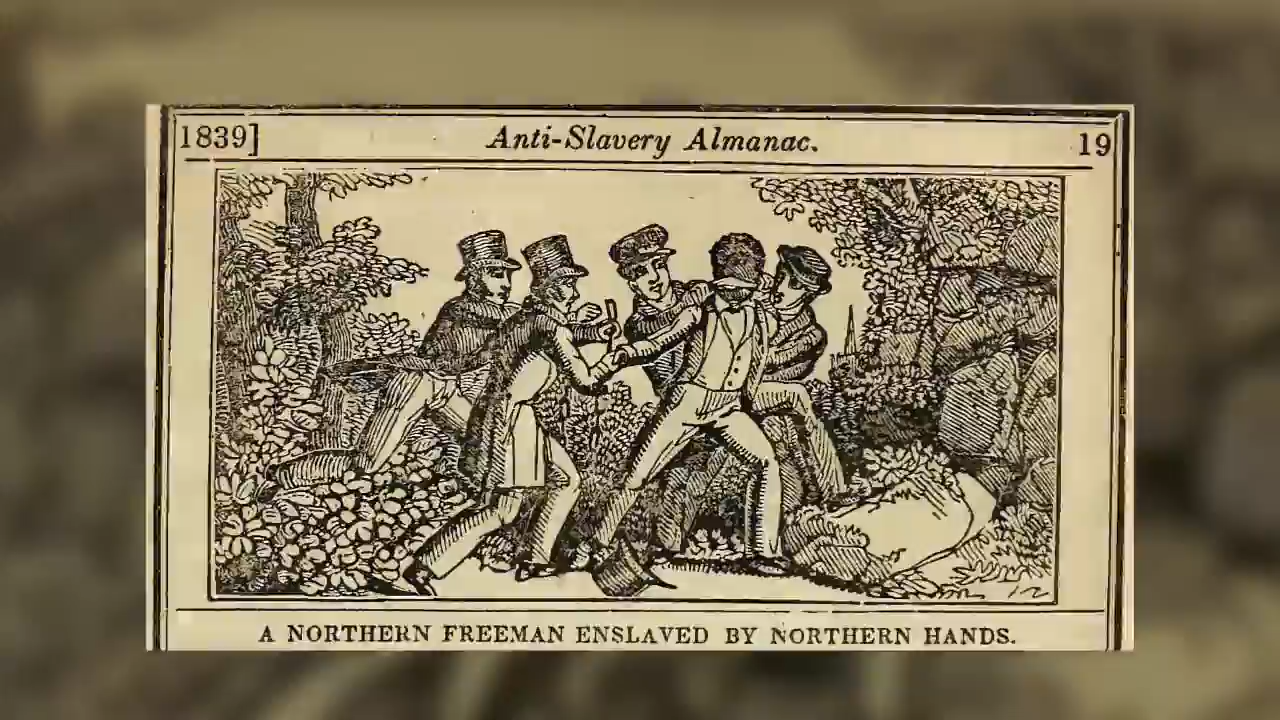 1839] Anti-Slavery Almanac. 19
A NORTHERN FREEMAN ENSLAVED BY NORTHERN HANDS.